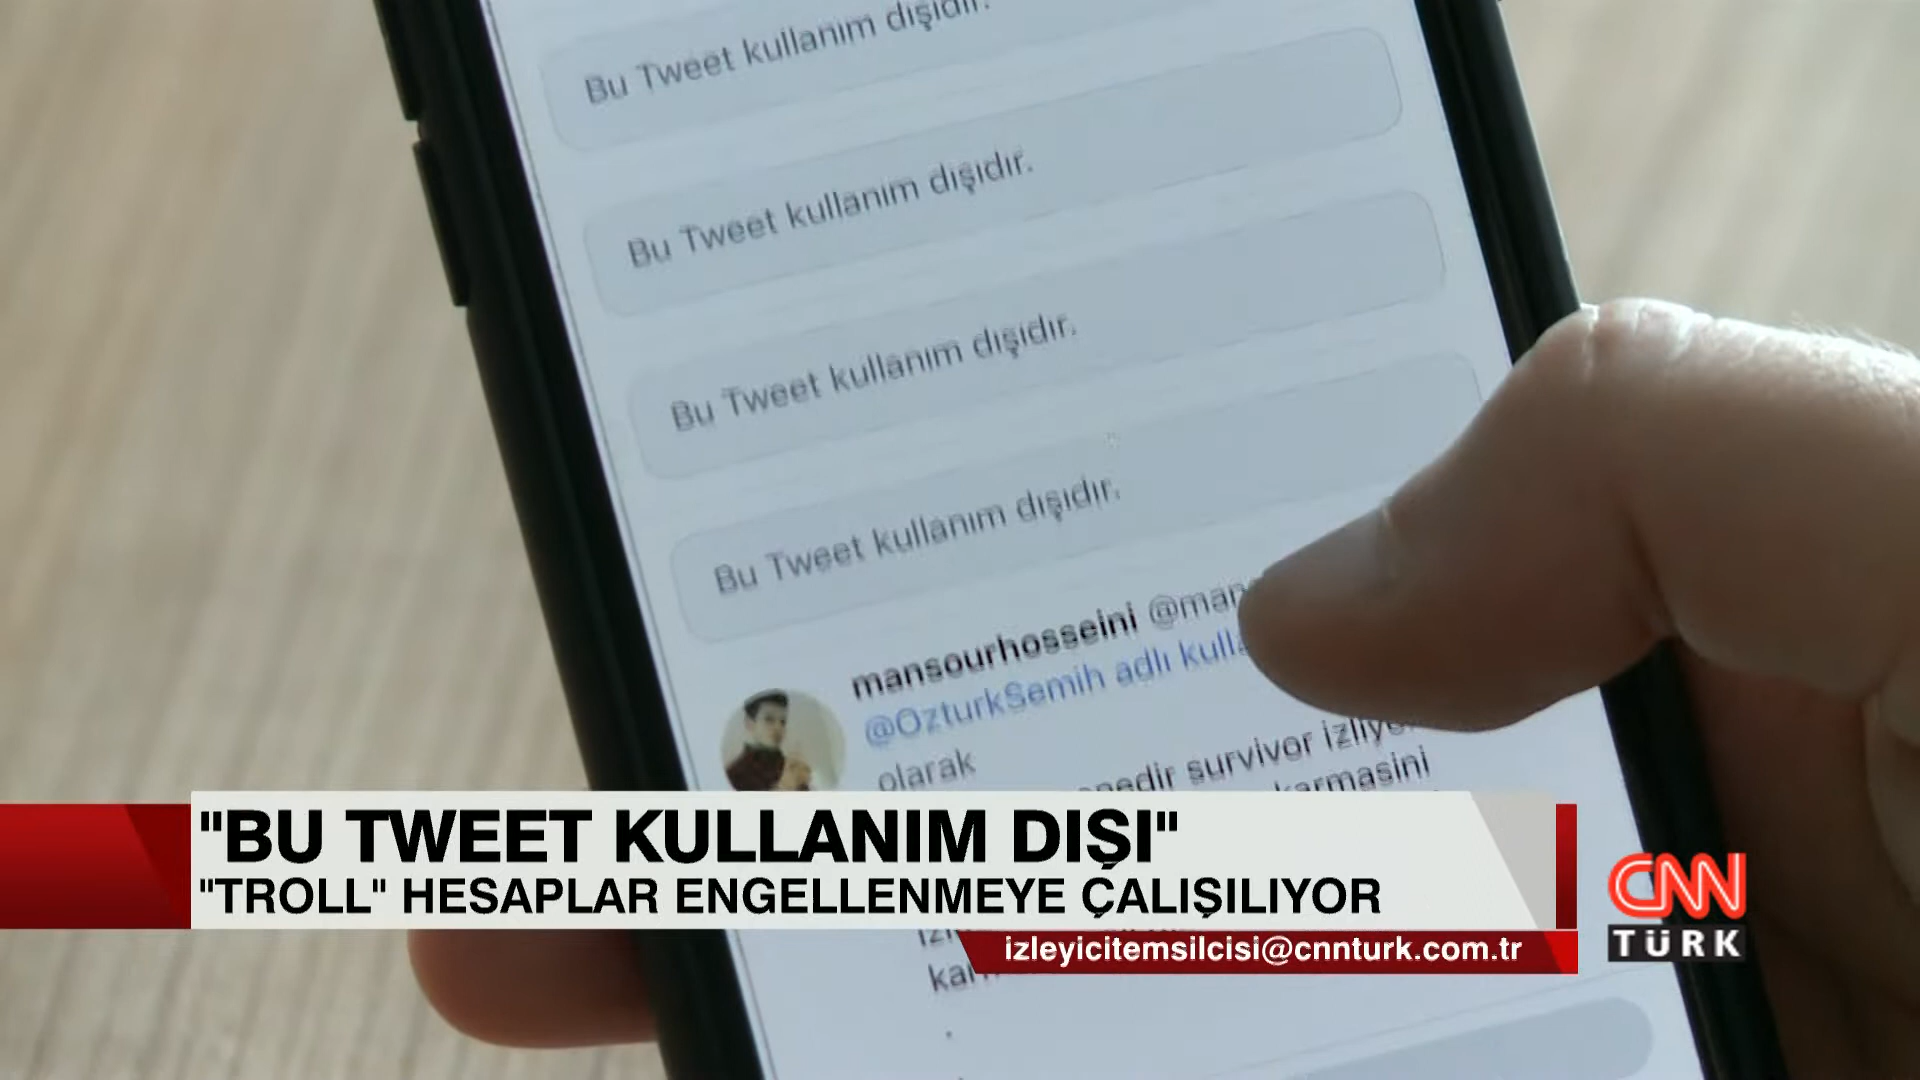 Bu Tweet kullanım dışıdır.
Bu Tweet kullanım dışıdır.
Bu Tweet kullanım dışıdır.
Bu Tweet kullanım dışıdır.
mansourhosseini
@OzturkSemih adlı
olarak
survivor
karmasini
"BU TWEET KULLANIM DIŞI"
"TROLL" HESAPLAR ENGELLENMEYE ÇALIŞILIYOR
izleyicitemsilcisi@cnnturk.com.tr
CNN
TÜRK